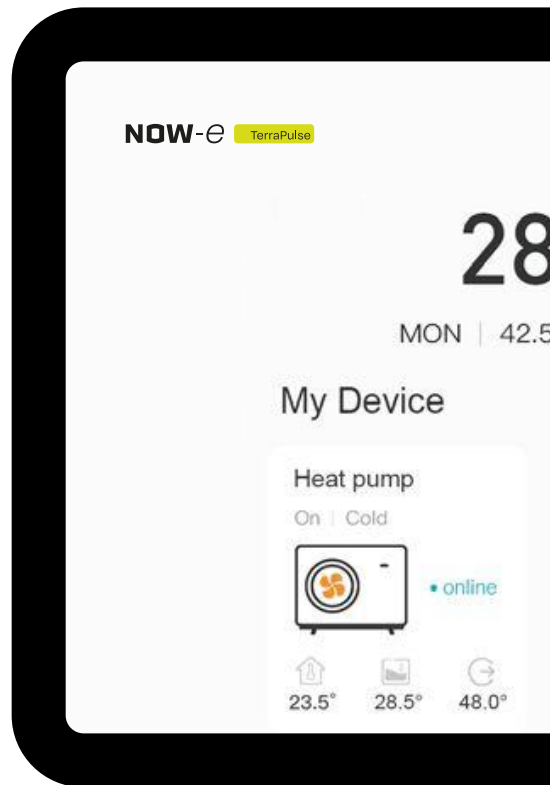 NOW-e TerraPulse
28
MON | 42.5
My Device
Heat pump
On | Cold
• online
23.5° 28.5° 48.0°